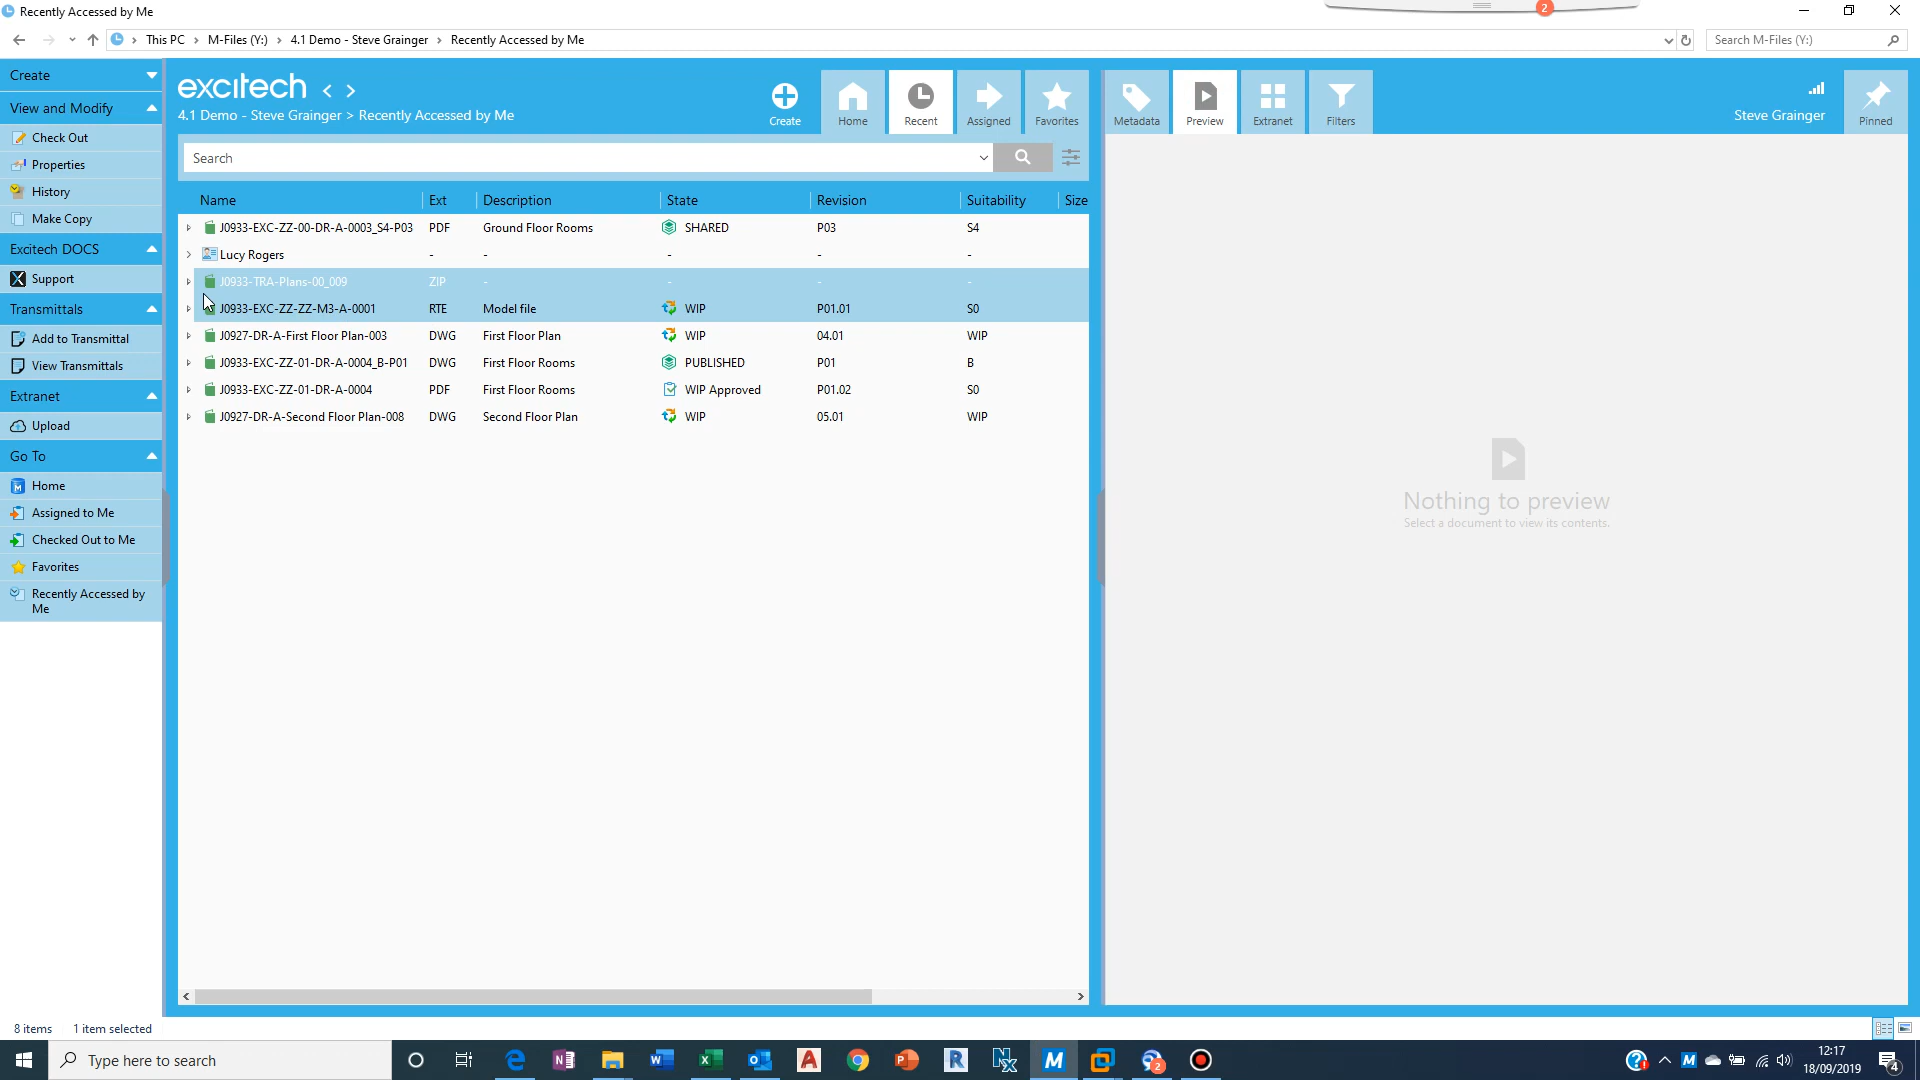 Recently Accessed by Me
2
This PC > M-Files (Y:) > 4.1 Demo - Steve Grainger > Recently Accessed by Me
Search M-Files (Y:)
Create
View and Modify
Check Out
Properties
History
Make Copy
Excitech DOCS
Support
Transmittals
Add to Transmittal
View Transmittals
Extranet
Upload
Go To
Home
Assigned to Me
Checked Out to Me
Favorites
Recently Accessed by
Me
excitech < >
4.1 Demo - Steve Grainger > Recently Accessed by Me
Create Home Recent Assigned Favorites
Metadata Preview Extranet Filters
Steve Grainger
Pinned
Search
Name Ext Description State Revision Suitability Size
J0933-EXC-ZZ-00-DR-A-0003_S4-P03 PDF Ground Floor Rooms SHARED P03 S4
Lucy Rogers - - - - -
J0933-TRA-Plans-00_009 ZIP - - - -
J0933-EXC-ZZ-ZZ-M3-A-0001 RTE Model file WIP P01.01 S0
J0927-DR-A-First Floor Plan-003 DWG First Floor Plan WIP 04.01 WIP
J0933-EXC-ZZ-01-DR-A-0004_B-P01 DWG First Floor Rooms PUBLISHED P01 B
J0933-EXC-ZZ-01-DR-A-0004 PDF First Floor Rooms WIP Approved P01.02 S0
J0927-DR-A-Second Floor Plan-008 DWG Second Floor Plan WIP 05.01 WIP
Nothing to preview
Select a document to view its contents.
8 items 1 item selected
Type here to search
12:17
18/09/2019
4